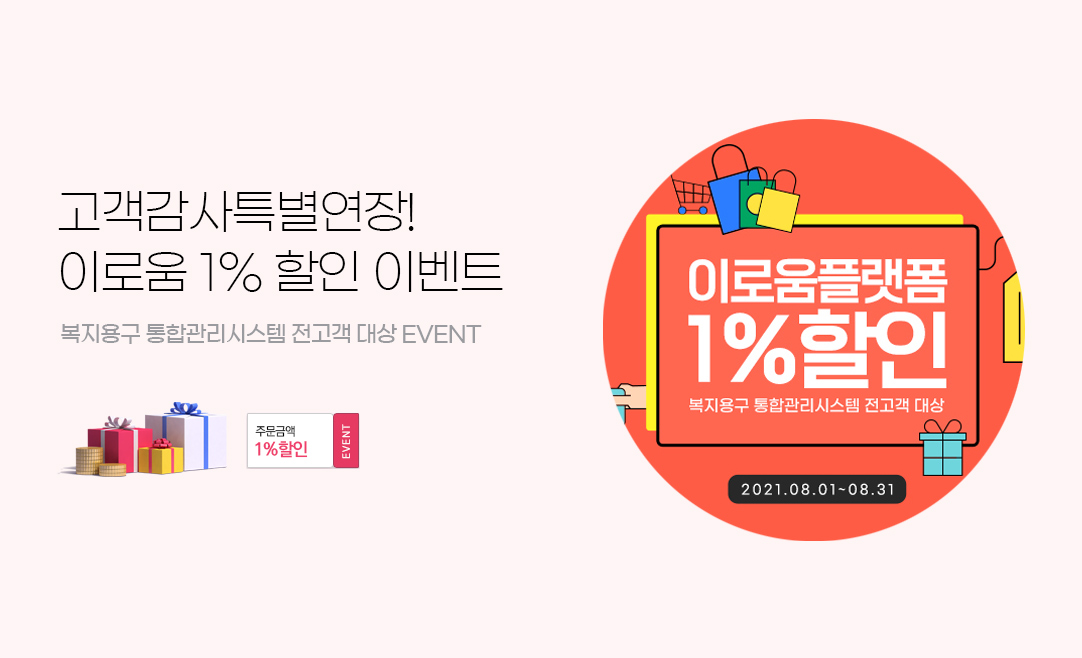 고객감사특별연장!
이로움 1% 할인 이벤트
복지용구 통합관리시스템 전고객 대상 EVENT
주문금액
1%할인
EVENT
이로움플랫폼
1%할인
복지용구 통합관리시스템 전고객 대상
2021.08.01~08.31